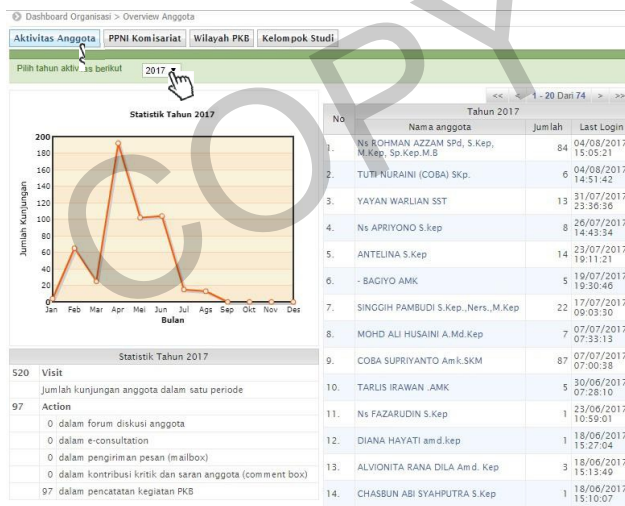 Dashboard Organisasi > Overview Anggota
Aktivitas Anggota PPNI Komisariat Wilayah PKB Kelompok Studi
Pilih tahun aktivitas berikut 2017
<< < 1 - 20 Dari 74 > >>
Statistik Tahun 2017
200
180
160
140
120
100
80
60
40
20
0
Jumlah Kunjungan
Jan Feb Mar Apr Mei Jun Jul Ags Sep Okt Nov Des
Bulan
Statistik Tahun 2017
520 Visit
Jumlah kunjungan anggota dalam satu periode
97 Action
0 dalam forum diskusi anggota
0 dalam e-consultation
0 dalam pengiriman pesan (mailbox)
0 dalam kontribusi kritik dan saran anggota (comment box)
97 dalam pencatatan kegiatan PKB
No Tahun 2017
Nama anggota Jumlah Last Login
1. Ns ROHMAN AZZAM SPd, S.Kep, M.Kep, Sp.Kep.M.B 84 04/08/2017 15:05:21
2. TUTI NURAINI (COBA) SKp. 6 04/08/2017 14:51:42
3. YAYAN WARLIAN SST 13 31/07/2017 23:36:36
4. Ns APRIYONO S.kep 8 26/07/2017 14:43:34
5. ANTELINA S.Kep 14 23/07/2017 19:11:21
6. - BAGIYO AMK 5 19/07/2017 19:30:46
7. SINGGIH PAMBUDI S.Kep.,Ners.,M.Kep 22 17/07/2017 09:03:30
8. MOHD ALI HUSAINI A.Md.Kep 7 07/07/2017 07:33:13
9. COBA SUPRIYANTO Amk.SKM 87 07/07/2017 07:00:38
10. TARLIS IRAWAN .AMK 5 30/06/2017 07:28:10
11. Ns FAZARUDIN S.Kep 1 23/06/2017 10:59:01
12. DIANA HAYATI amd.kep 1 18/06/2017 15:27:04
13. ALVIONITA RANA DILA Amd. Kep 3 18/06/2017 15:13:49
14. CHASBUN ABI SYAHPUTRA S.Kep 1 18/06/2017 15:10:07
COPY